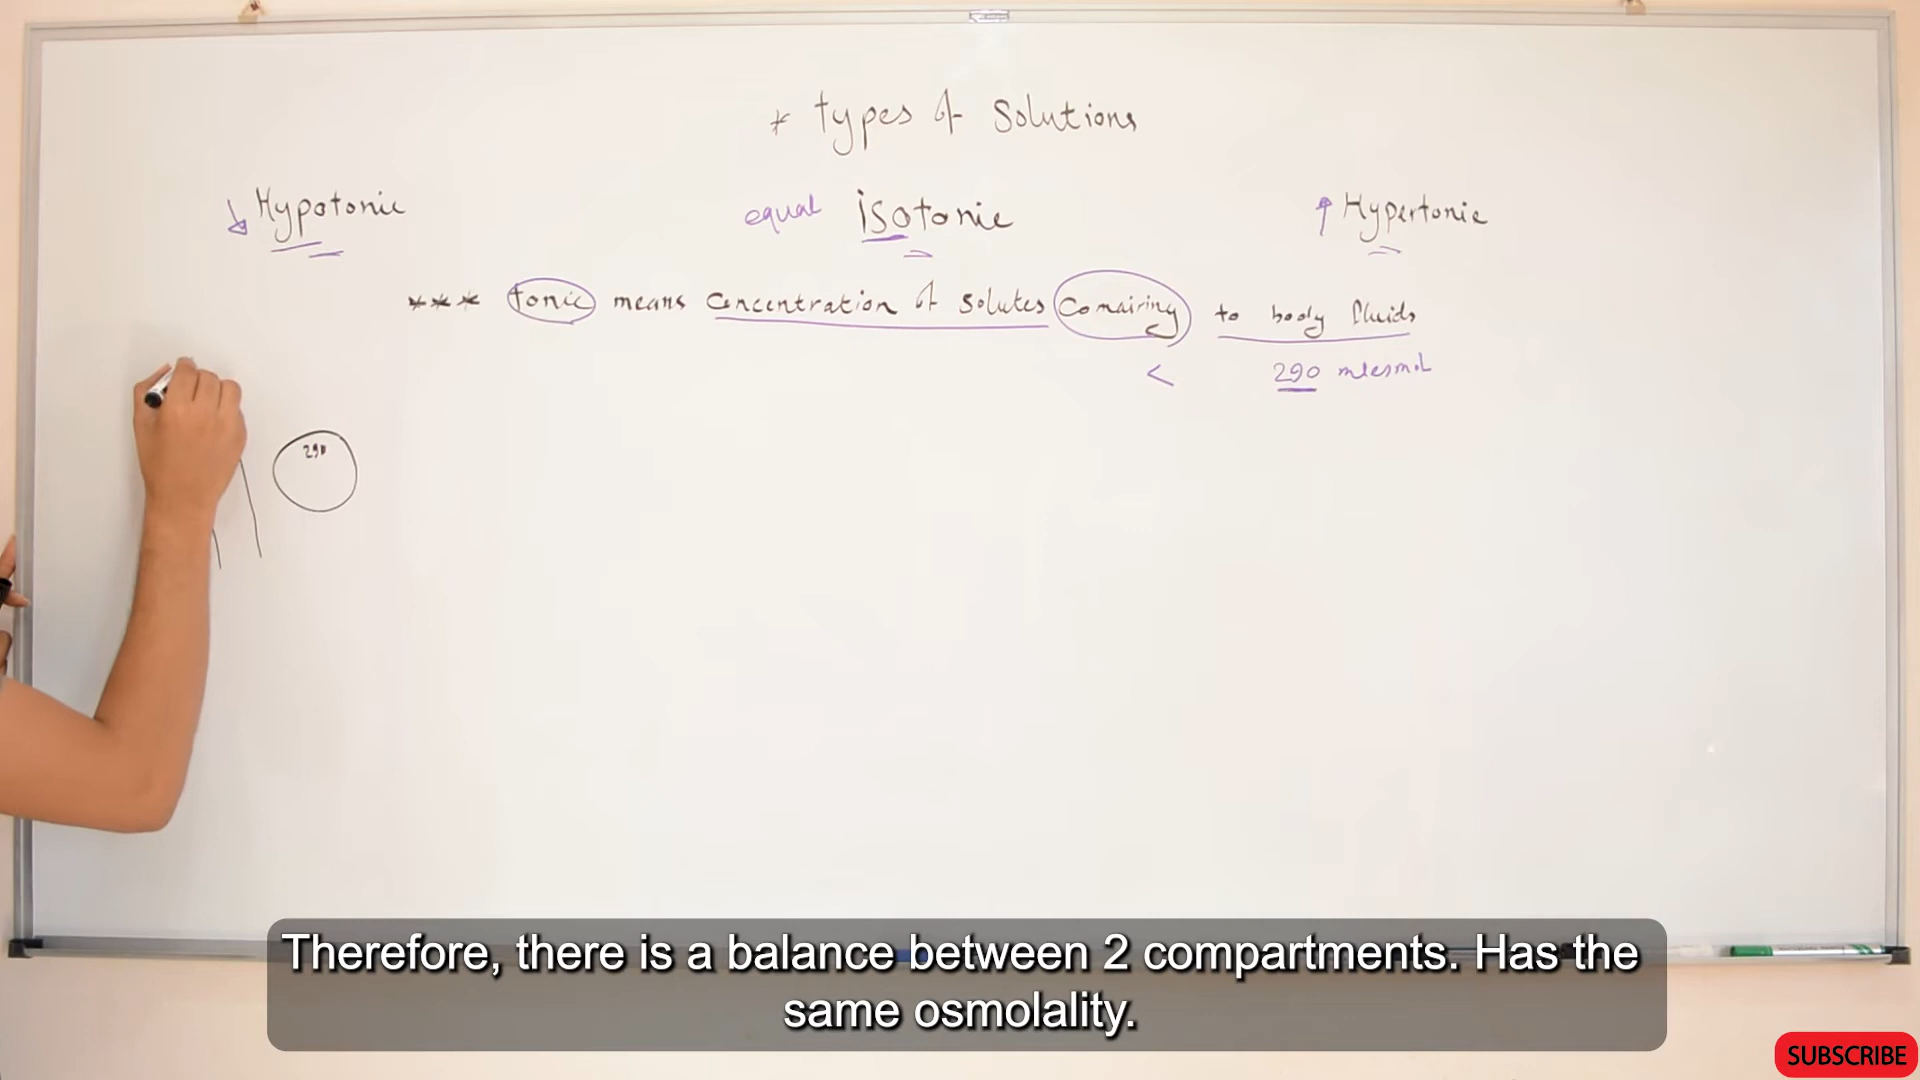 * types of Solutions
Hypotonic
equal isotonic
Hypertonic
*** tonic means concentration of solutes Comairing to body fluids
< 290 mlosmol
290
Therefore, there is a balance between 2 compartments. Has the
same osmolality.
SUBSCRIBE